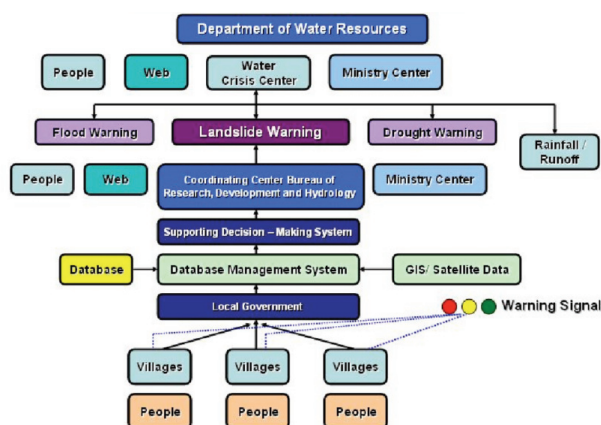 Department of Water Resources
People
Web
Water
Crisis Center
Ministry Center
Flood Warning
Landslide Warning
Drought Warning
Rainfall /
Runoff
People
Web
Coordinating Center Bureau of
Research, Development and Hydrology
Ministry Center
Supporting Decision – Making System
Database
Database Management System
GIS/ Satellite Data
Local Government
Warning Signal
Villages
Villages
Villages
People
People
People